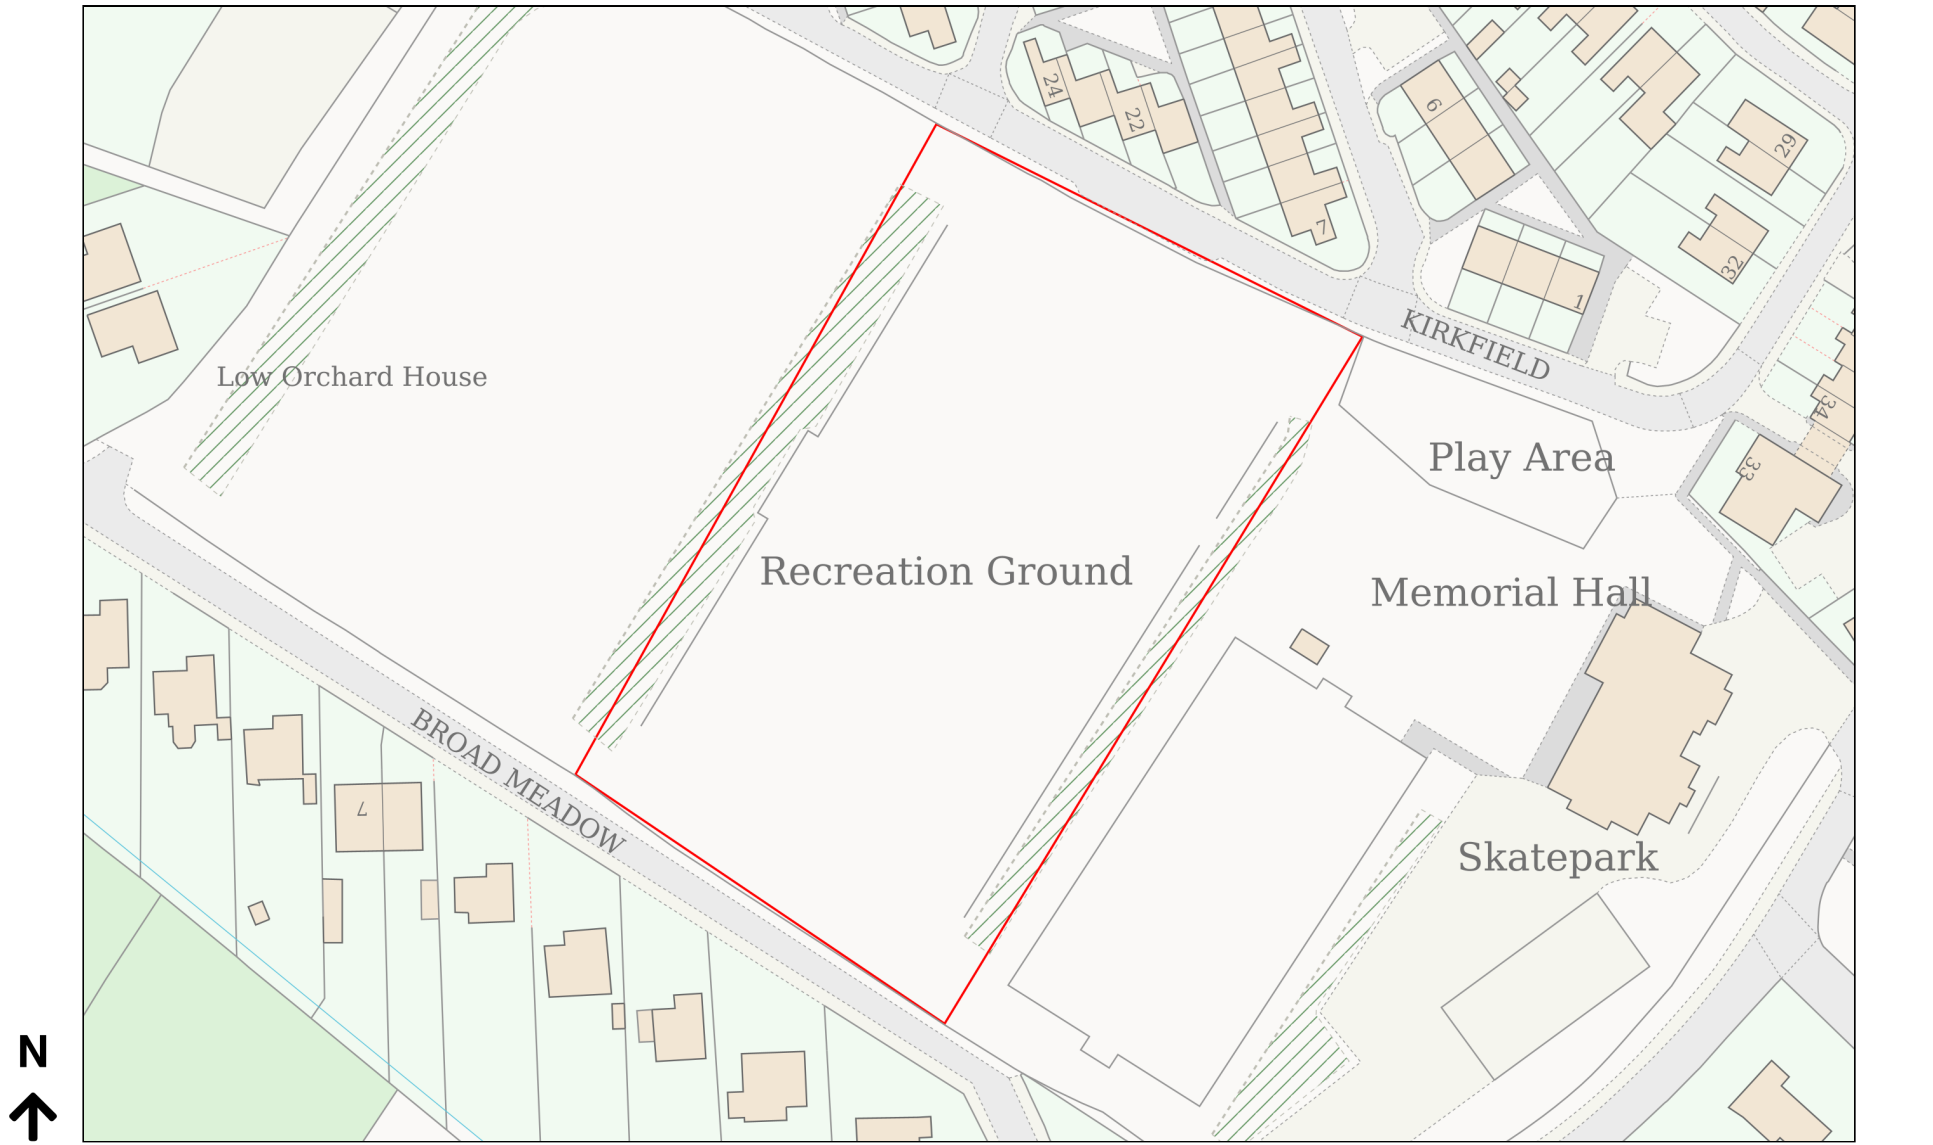 24
22
6
29
7
32
1
KIRKFIELD
Low Orchard House
34
Play Area
33
Recreation Ground
Memorial Hall
BROAD MEADOW
7
Skatepark
N